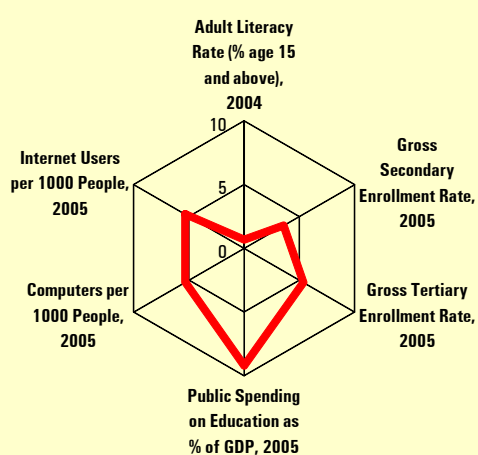 Adult Literacy
Rate (% age 15
and above),
2004
10
5
0
Gross
Secondary
Enrollment Rate,
2005
Gross Tertiary
Enrollment Rate,
2005
Public Spending
on Education as
% of GDP, 2005
Computers per
1000 People,
2005
Internet Users
per 1000 People,
2005